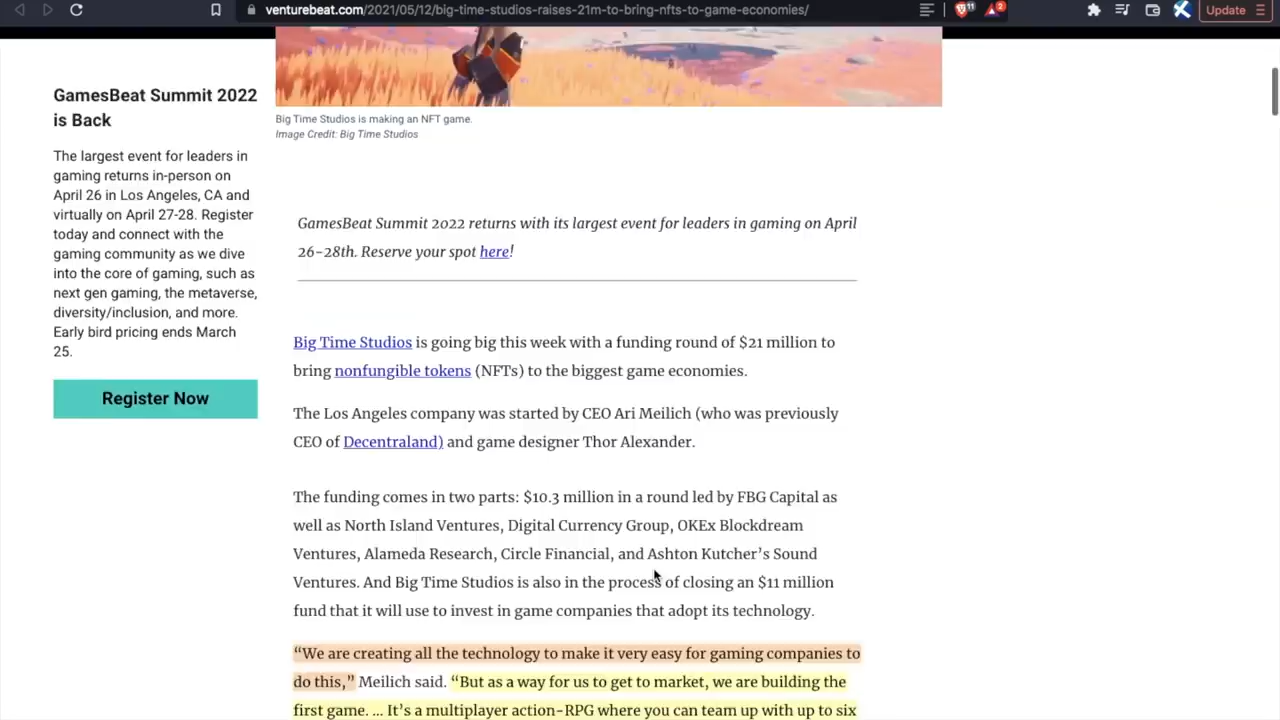 venturebeat.com/2021/05/12/big-time-studios-raises-21m-to-bring-nfts-to-game-economies/
11
2
Update
GamesBeat Summit 2022
is Back
The largest event for leaders in
gaming returns in-person on
April 26 in Los Angeles, CA and
virtually on April 27-28. Register
today and connect with the
gaming community as we dive
into the core of gaming, such as
next gen gaming, the metaverse,
diversity/inclusion, and more.
Early bird pricing ends March
25.
Register Now
Big Time Studios is making an NFT game.
Image Credit: Big Time Studios
GamesBeat Summit 2022 returns with its largest event for leaders in gaming on April
26-28th. Reserve your spot here!
Big Time Studios is going big this week with a funding round of $21 million to
bring nonfungible tokens (NFTs) to the biggest game economies.
The Los Angeles company was started by CEO Ari Meilich (who was previously
CEO of Decentraland) and game designer Thor Alexander.
The funding comes in two parts: $10.3 million in a round led by FBG Capital as
well as North Island Ventures, Digital Currency Group, OKEx Blockdream
Ventures, Alameda Research, Circle Financial, and Ashton Kutcher’s Sound
Ventures. And Big Time Studios is also in the process of closing an $11 million
fund that it will use to invest in game companies that adopt its technology.
“We are creating all the technology to make it very easy for gaming companies to
do this,” Meilich said. “But as a way for us to get to market, we are building the
first game. … It’s a multiplayer action-RPG where you can team up with up to six